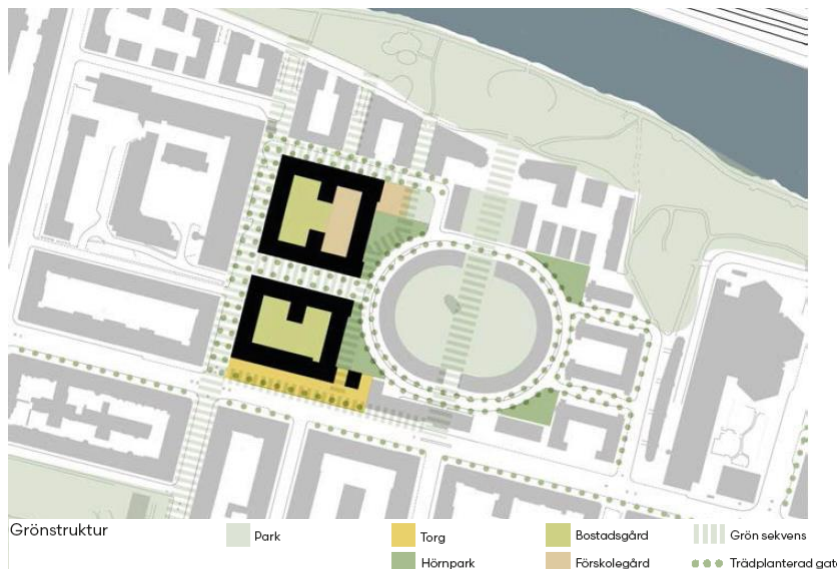 Grönstruktur
Park
Torg
Bostadsgård
Grön sekvens
Hörnpark
Förskolegård
Trädplanterad gat